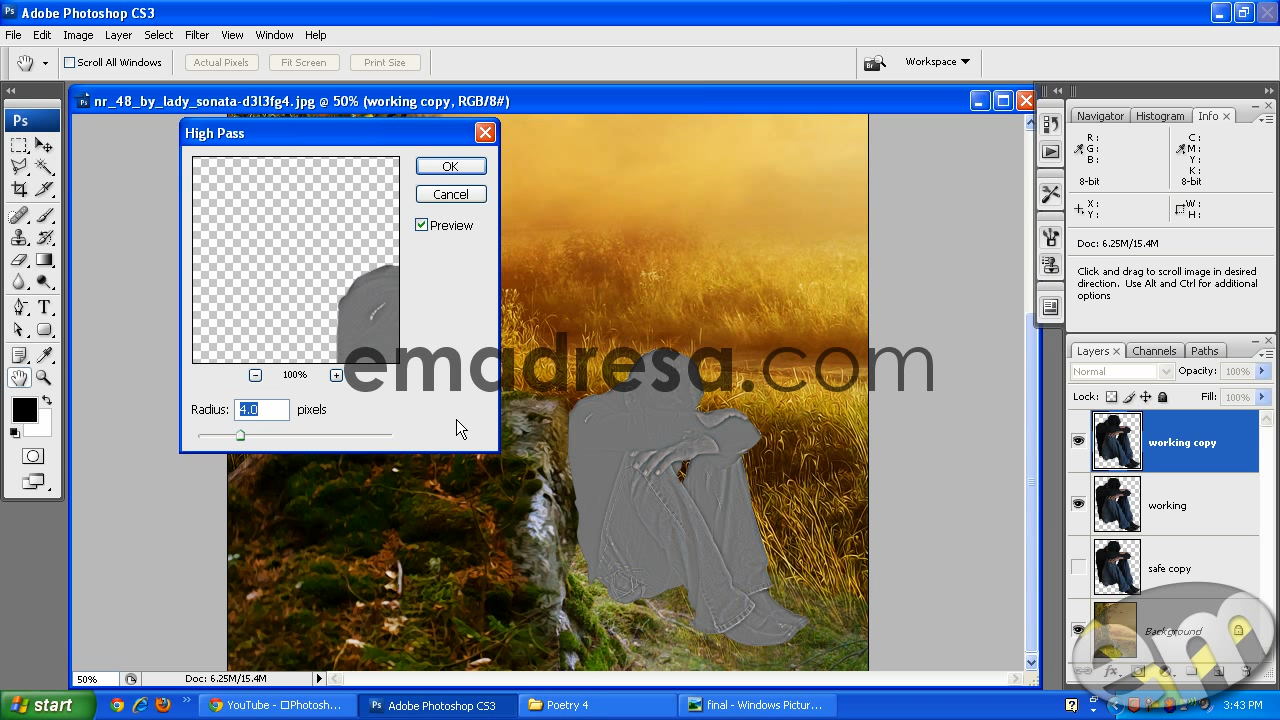 Adobe Photoshop CS3
File Edit Image Layer Select Filter View Window Help
Scroll All Windows Actual Pixels Fit Screen Print Size Workspace
nr_48_by_lady_sonata-d3l3fg4.jpg @ 50% (working copy, RGB/8#)
Ps
High Pass
OK
Cancel
Preview
100%
Radius: 4.0 pixels
emadresa.com
Navigator Histogram Info
R: M:
G: Y:
B: K:
8-bit 8-bit
X: W:
Y: H:
Doc: 6.25M/15.4M
Click and drag to scroll image in desired
direction. Use Alt and Ctrl for additional
options
Layers Channels Paths
Normal Opacity: 100%
Lock: Fill: 100%
working copy
working
safe copy
Background
50% Doc: 6.25M/15.4M
start YouTube - Photosh... Adobe Photoshop CS3 Poetry 4 final - Windows Pictur... 3:43 PM